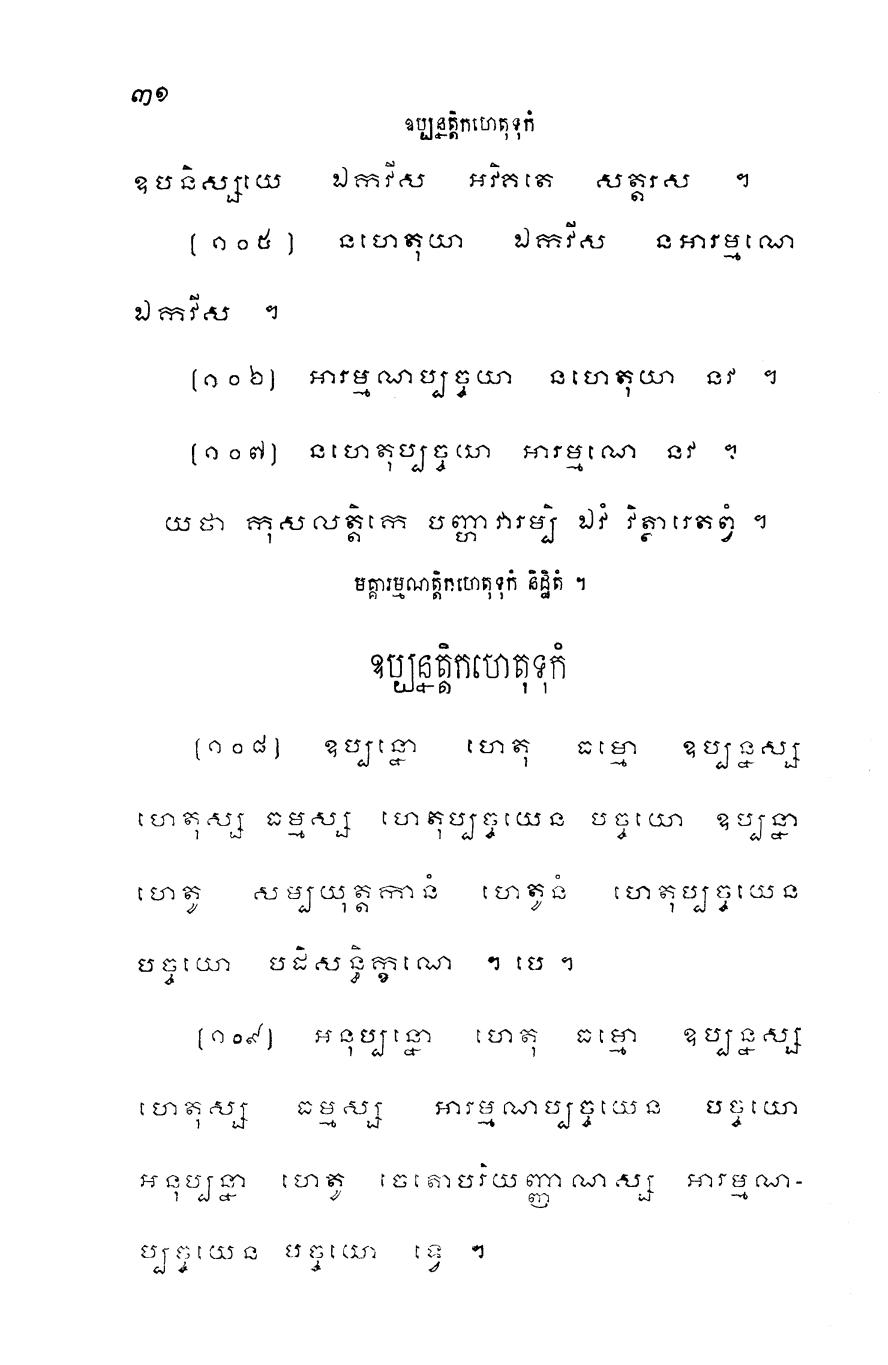 ៣១
ឧប្បន្នត្តិកហេតុទុកំ
ឧបនិស្សយេ ឯកវីស អវិគតេ សត្តរស ។
[១០៥] នហេតុយា ឯកវីស នអារម្មណេ
ឯកវីស ។
[១០៦] អារម្មណប្បច្ចយា នហេតុយា នវ ។
[១០៧] នហេតុប្បច្ចយា អារម្មណេ នវ ។
យថា កុសលត្តិកេ បញ្ហាវារម្បិ ឯវំ វិត្ថារេតព្វំ ។
មគ្គារម្មណត្តិកហេតុទុកំ និដ្ឋិតំ ។
ឧប្បន្នត្តិកហេតុទុកំ
[១០៨] ឧប្បន្នោ ហេតុ ធម្មោ ឧប្បន្នស្ស
ហេតុស្ស ធម្មស្ស ហេតុប្បច្ចយេន បច្ចយោ ឧប្បន្នា
ហេតូ សម្បយុត្តកានំ ហេតូនំ ហេតុប្បច្ចយេន
បច្ចយោ បដិសន្ធិក្ខណេ ។ បេ ។
[១០៩] អនុប្បន្នោ ហេតុ ធម្មោ ឧប្បន្នស្ស
ហេតុស្ស ធម្មស្ស អារម្មណប្បច្ចយេន បច្ចយោ
អនុប្បន្នា ហេតូ ចេតោបរិយញ្ញាណស្ស អារម្មណ-
ប្បច្ចយេន បច្ចយោ ទ្វេ ។